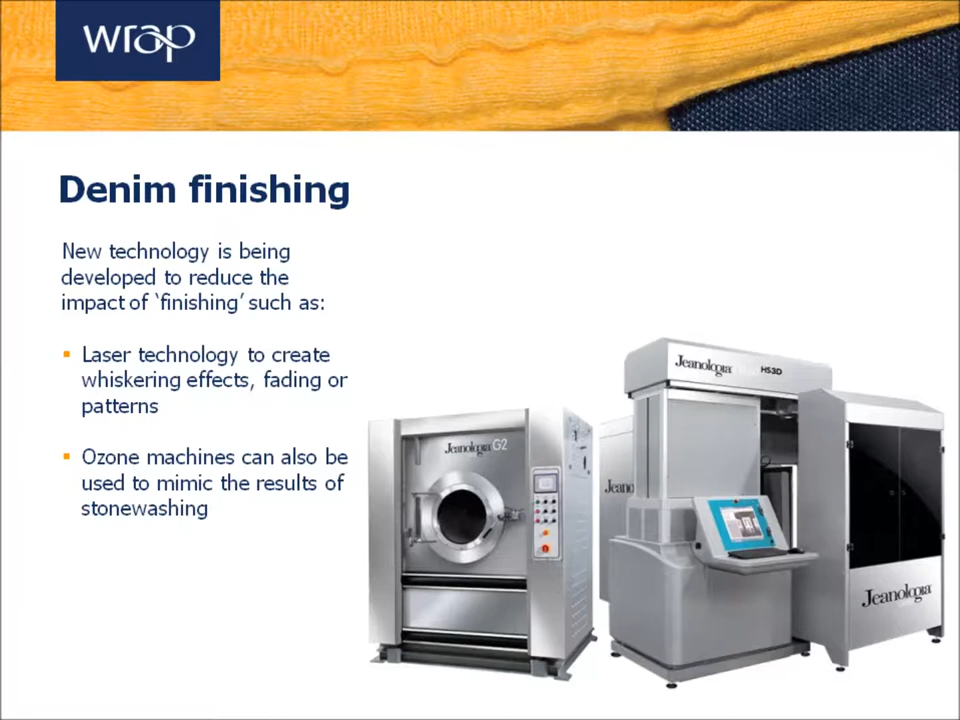 wrap
Denim finishing
New technology is being
developed to reduce the
impact of ‘finishing’ such as:
▪ Laser technology to create
whiskering effects, fading or
patterns
▪ Ozone machines can also be
used to mimic the results of
stonewashing
Jeanologia G2
Jeanologia HS3D
Jeano
Jeanologia